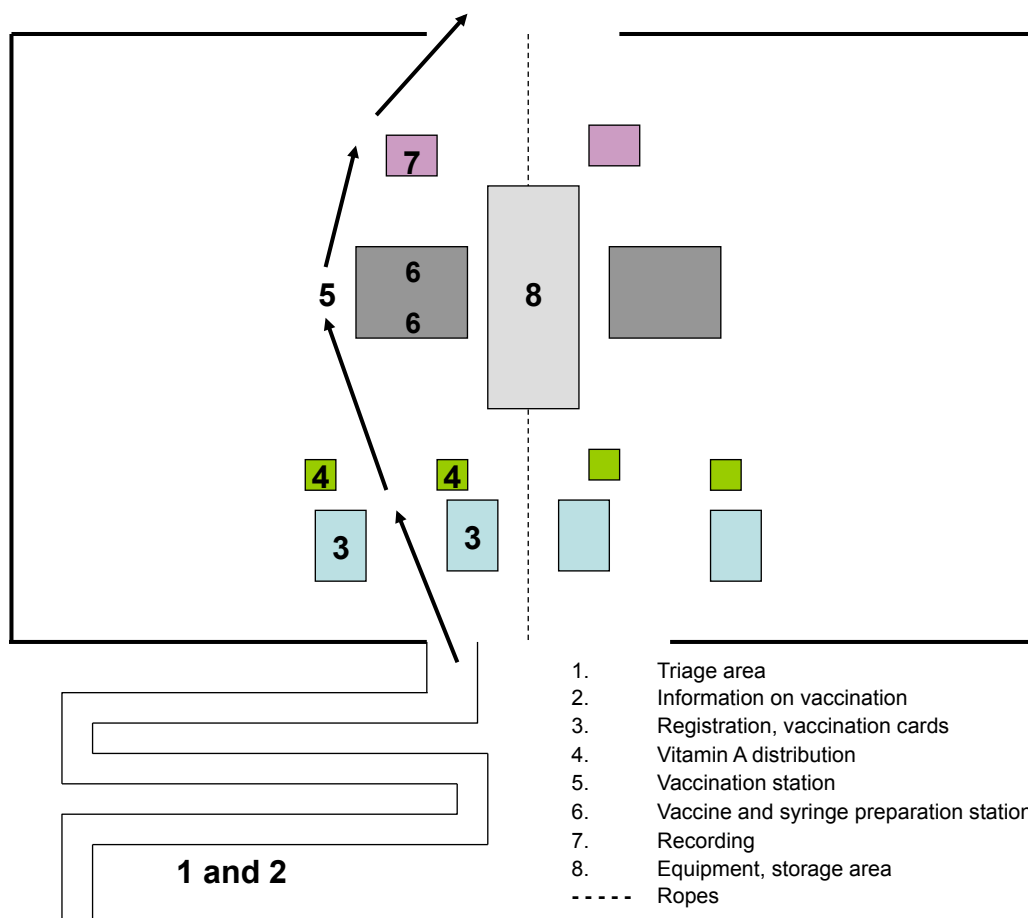 7
6
5
8
6
4
4
3
3
1. Triage area
2. Information on vaccination
3. Registration, vaccination cards
4. Vitamin A distribution
5. Vaccination station
6. Vaccine and syringe preparation station
7. Recording
8. Equipment, storage area
- - - - - Ropes
1 and 2